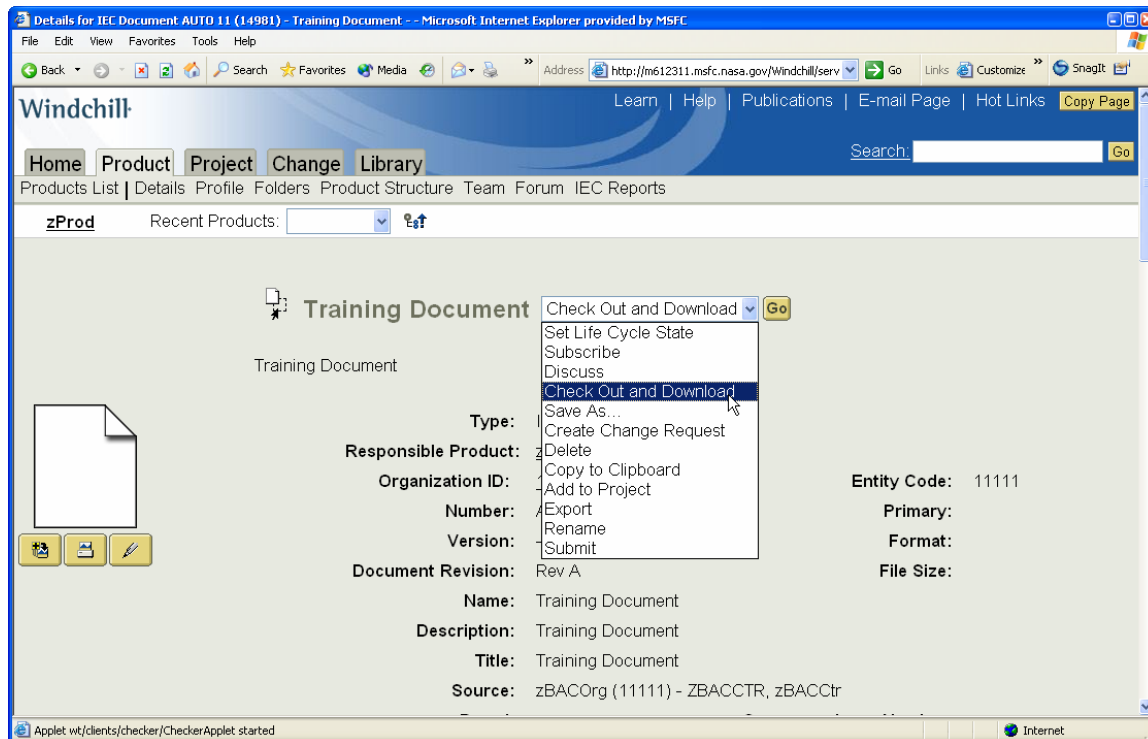 Details for IEC Document AUTO 11 (14981) - Training Document - - Microsoft Internet Explorer provided by MSFC
File Edit View Favorites Tools Help
Back Search Favorites Media » Address http://m612311.msfc.nasa.gov/Windchill/serv Go Links Customize » SnagIt
Windchill
Learn | Help | Publications | E-mail Page | Hot Links Copy Page
Search: Go
Home Product Project Change Library
Products List | Details Profile Folders Product Structure Team Forum IEC Reports
zProd Recent Products:
Training Document Check Out and Download Go
Set Life Cycle State
Subscribe
Training Document
Discuss
Check Out and Download
Save As...
Type:
Create Change Request
Responsible Product:
Delete
Copy to Clipboard
Organization ID: Entity Code: 11111
Add to Project
Number: Export Primary:
Rename
Version: Format:
Submit
Document Revision: Rev A File Size:
Name: Training Document
Description: Training Document
Title: Training Document
Source: zBACOrg (11111) - ZBACCTR, zBACCtr
Applet wt/clients/checker/CheckerApplet started Internet